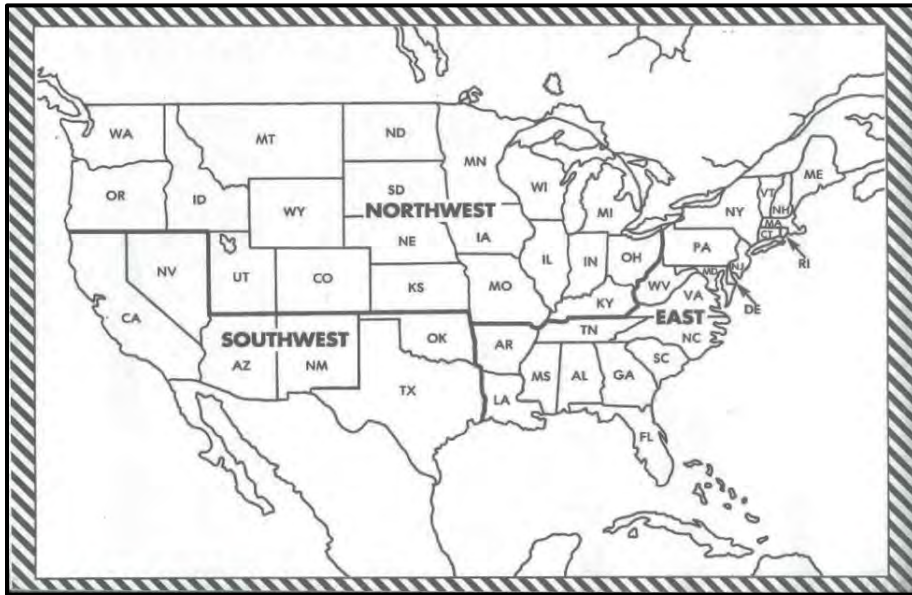 WA
MT
ND
MN
ME
OR
ID
SD
WI
MI
VT
NH
NY
WY
NORTHWEST
MA
CT
RI
NE
IA
PA
NV
UT
CO
IL
IN
OH
NJ
MD
DE
KS
MO
WV
VA
KY
CA
SOUTHWEST
EAST
TN
NC
OK
AR
AZ
NM
SC
TX
MS
AL
GA
LA
FL